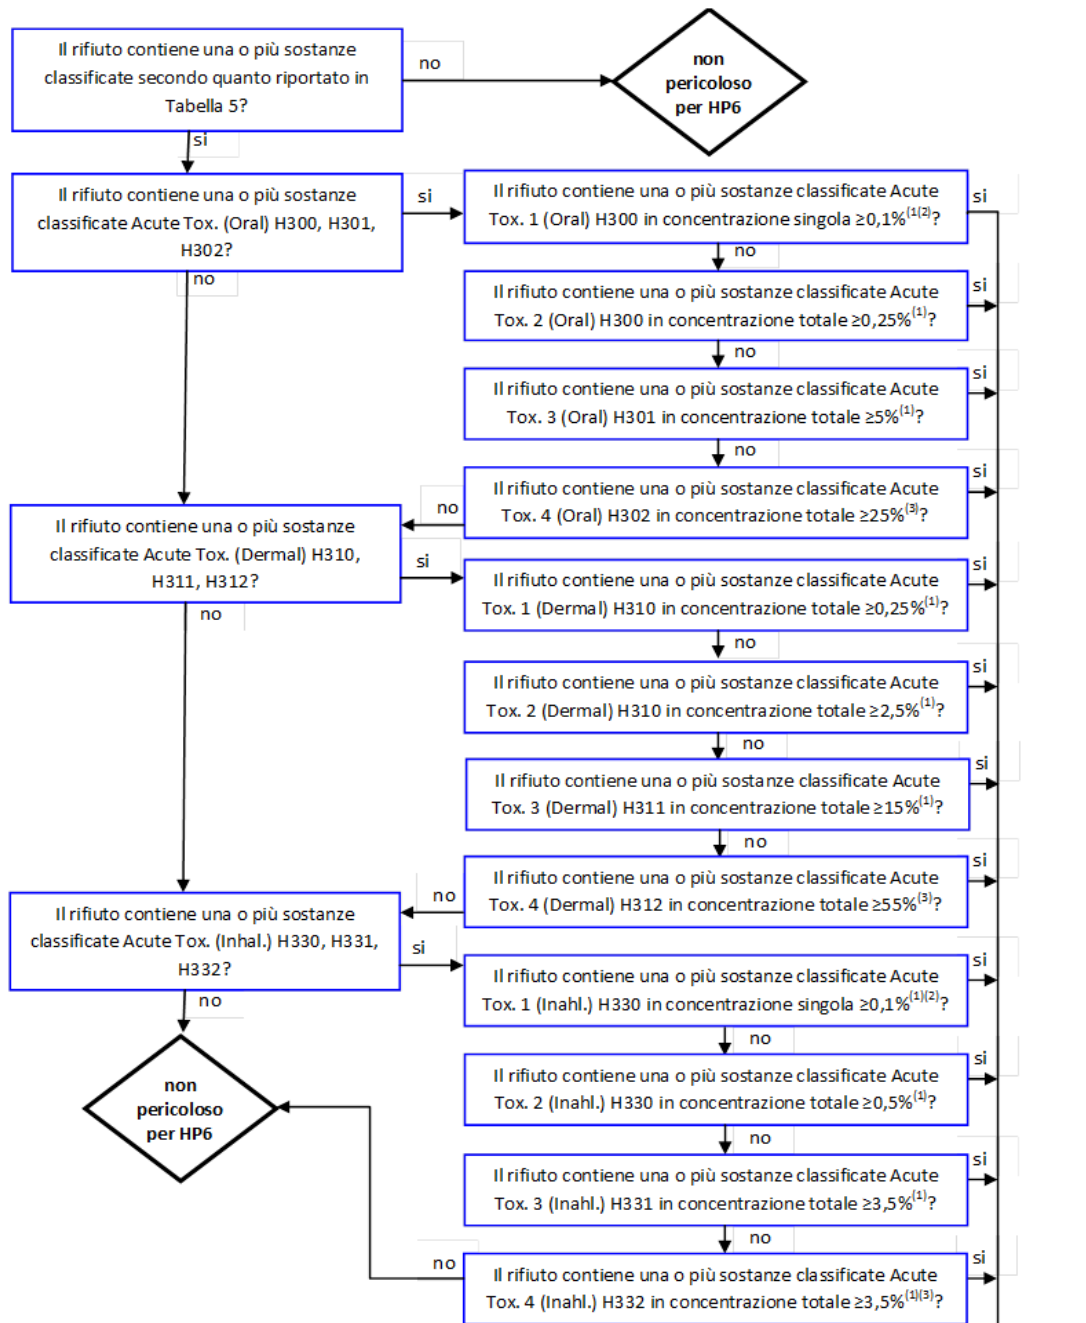 Il rifiuto contiene una o più sostanze
classificate secondo quanto riportato in
Tabella 5?
no
non
pericoloso
per HP6
si
Il rifiuto contiene una o più sostanze
classificate Acute Tox. (Oral) H300, H301,
H302?
si
Il rifiuto contiene una o più sostanze classificate Acute
Tox. 1 (Oral) H300 in concentrazione singola ≥0,1%(1(2)?
si
no
no
Il rifiuto contiene una o più sostanze classificate Acute
Tox. 2 (Oral) H300 in concentrazione totale ≥0,25%(1)?
si
no
Il rifiuto contiene una o più sostanze classificate Acute
Tox. 3 (Oral) H301 in concentrazione totale ≥5%(1)?
si
no
Il rifiuto contiene una o più sostanze classificate Acute
Tox. 4 (Oral) H302 in concentrazione totale ≥25%(3)?
si
no
Il rifiuto contiene una o più sostanze
classificate Acute Tox. (Dermal) H310,
H311, H312?
si
no
Il rifiuto contiene una o più sostanze classificate Acute
Tox. 1 (Dermal) H310 in concentrazione totale ≥0,25%(1)?
si
no
Il rifiuto contiene una o più sostanze classificate Acute
Tox. 2 (Dermal) H310 in concentrazione totale ≥2,5%(1)?
si
no
Il rifiuto contiene una o più sostanze classificate Acute
Tox. 3 (Dermal) H311 in concentrazione totale ≥15%(1)?
si
no
Il rifiuto contiene una o più sostanze classificate Acute
Tox. 4 (Dermal) H312 in concentrazione totale ≥55%(3)?
si
no
Il rifiuto contiene una o più sostanze
classificate Acute Tox. (Inhal.) H330, H331,
H332?
si
no
Il rifiuto contiene una o più sostanze classificate Acute
Tox. 1 (Inahl.) H330 in concentrazione singola ≥0,1%(1)(2)?
si
no
non
pericoloso
per HP6
Il rifiuto contiene una o più sostanze classificate Acute
Tox. 2 (Inahl.) H330 in concentrazione totale ≥0,5%(1)?
si
no
Il rifiuto contiene una o più sostanze classificate Acute
Tox. 3 (Inahl.) H331 in concentrazione totale ≥3,5%(1)?
si
no
no
Il rifiuto contiene una o più sostanze classificate Acute
Tox. 4 (Inahl.) H332 in concentrazione totale ≥3,5%(1)(3)?
si